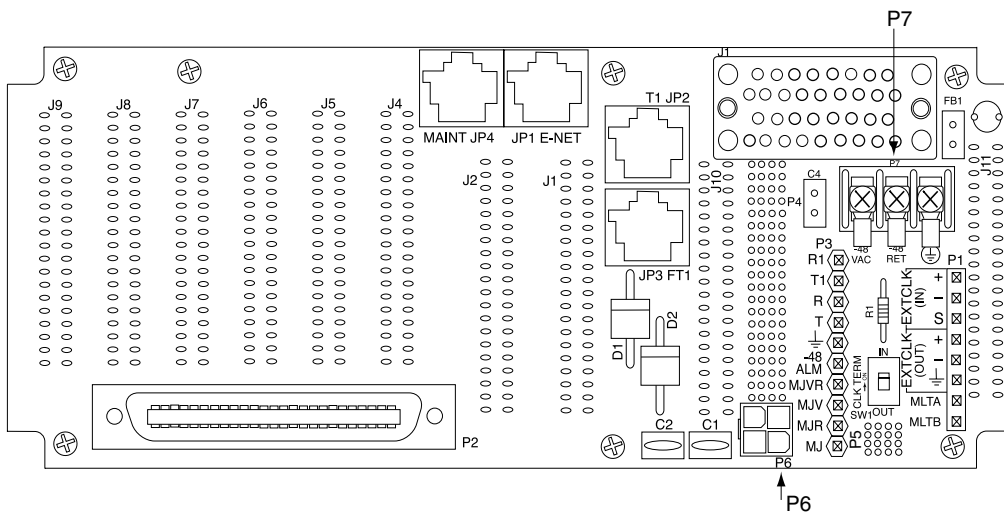 P7
J1
J9
J8
J7
J6
J5
J4
MAINT JP4
JP1 E-NET
T1 JP2
FB1
J2
J1
J10
C4
P4
P7
J11
JP3 FT1
-48
VAC
-48
RET
P3
P1
R1
T1
R
T
-48
ALM
MJVR
MJV
MJR
MJ
R1
EXTCLK
(IN)
+
–
S
EXTCLK
(OUT)
+
–
MLTA
MLTB
IN
CLK TERM
ON
SW1
OUT
D1
D2
C2
C1
P2
P5
P6
P6